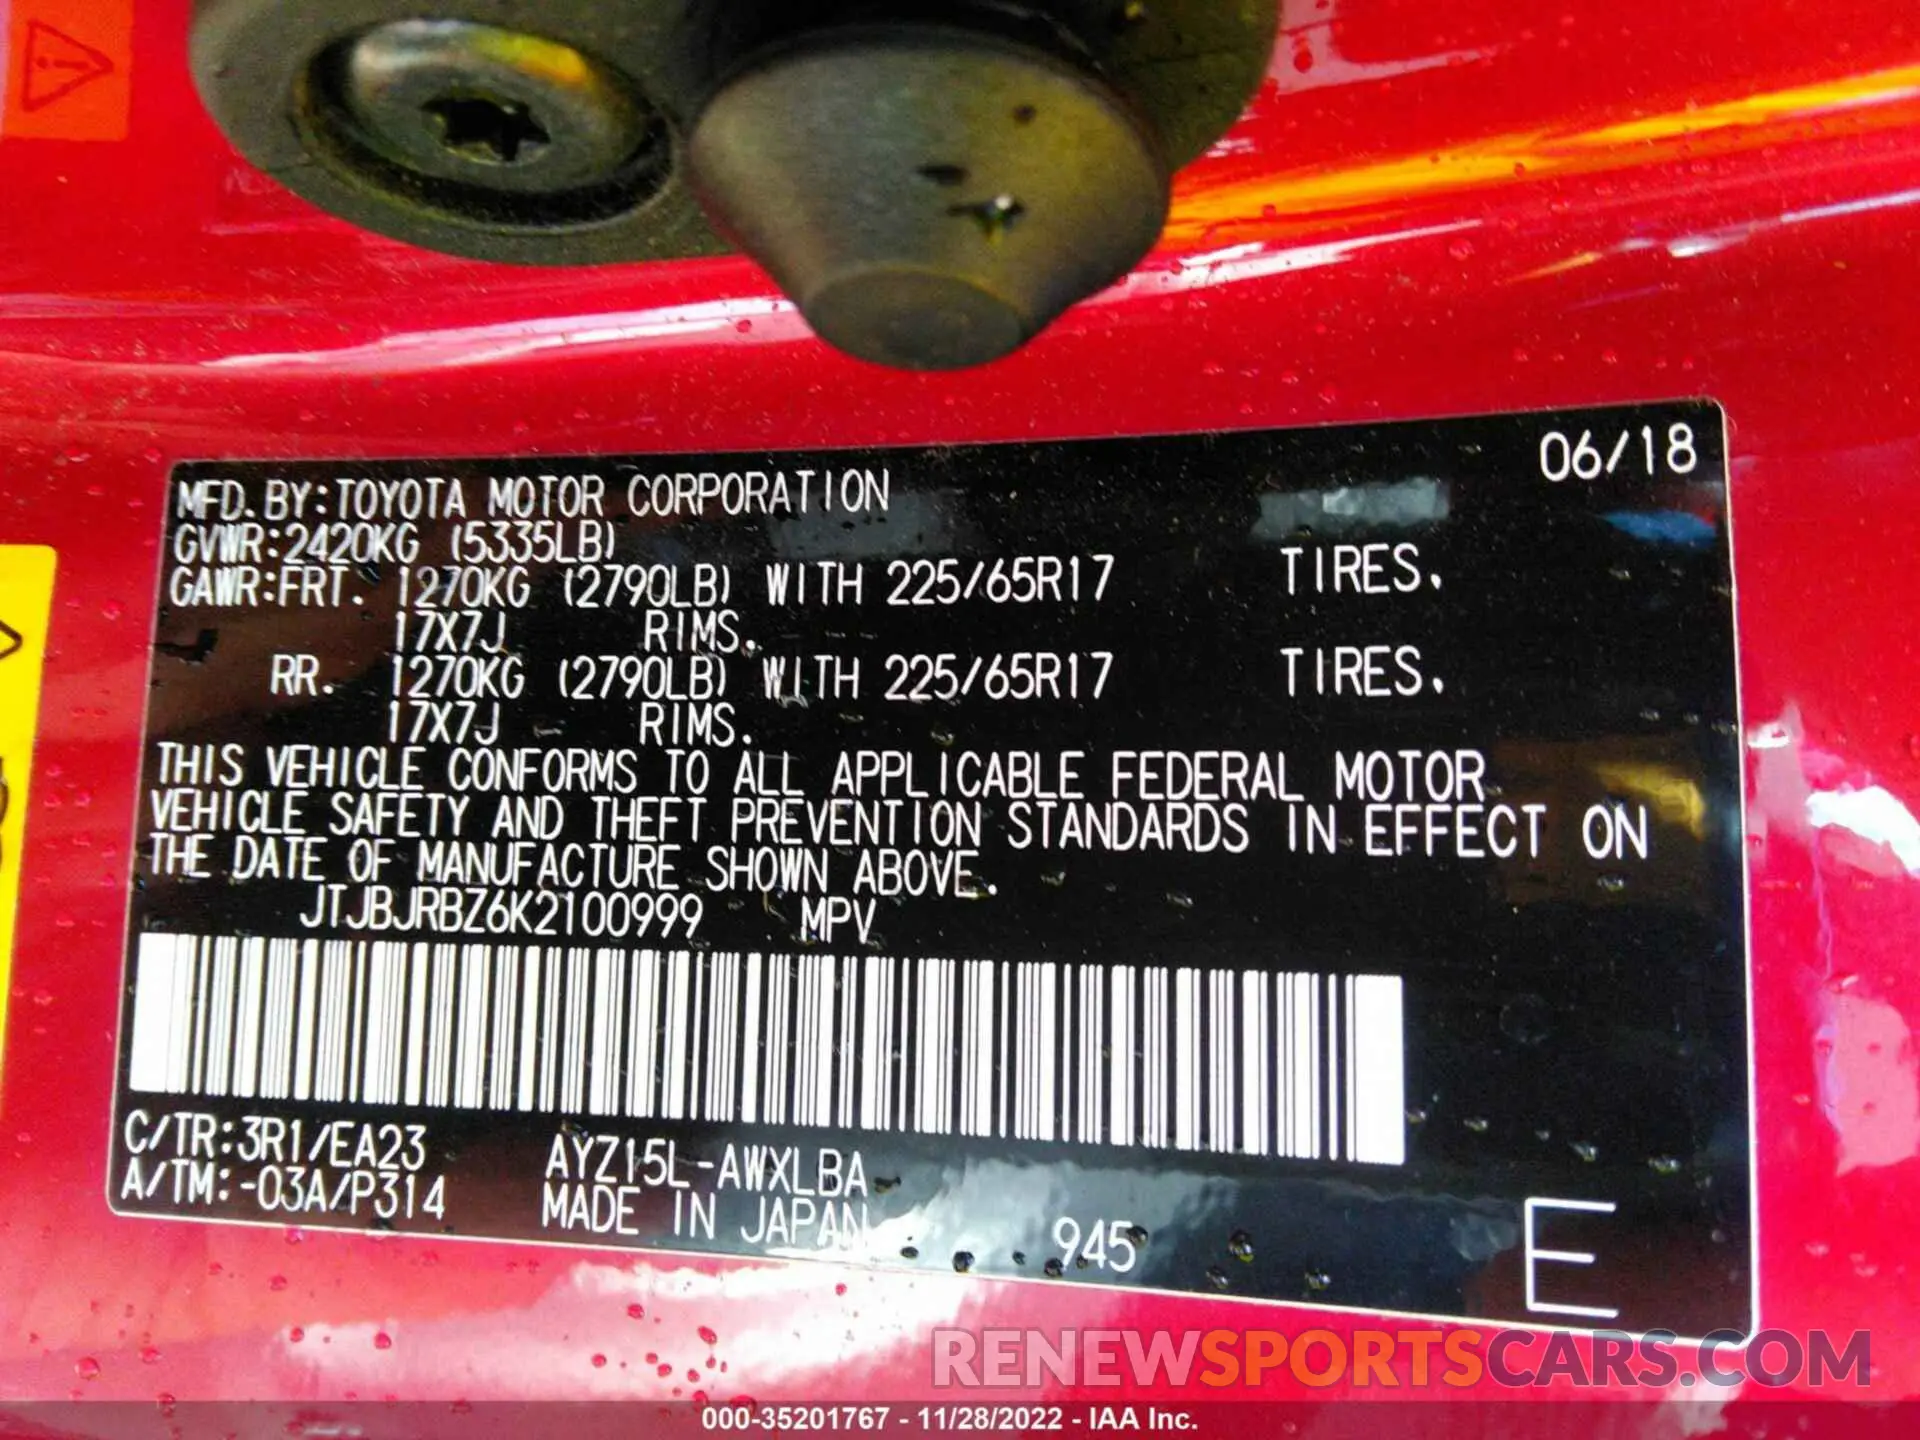 06/18
MFD. BY:TOYOTA MOTOR CORPORATION
GVWR:2420KG (5335LB)
GAWR:FRT. 1270KG (2790LB) WITH 225/65R17 TIRES.
17X7J RIMS.
RR. 1270KG (2790LB) WITH 225/65R17 TIRES.
17X7J RIMS.
THIS VEHICLE CONFORMS TO ALL APPLICABLE FEDERAL MOTOR
VEHICLE SAFETY AND THEFT PREVENTION STANDARDS IN EFFECT ON
THE DATE OF MANUFACTURE SHOWN ABOVE.
JTJBJRBZ6K2100999 MPV
C/TR:3R1/EA23 AYZ15L-AWXLBA
A/TM:-03A/P314 MADE IN JAPAN
945
E
RENEWSPORTSCARS.COM
000-35201767 - 11/28/2022 - IAA Inc.